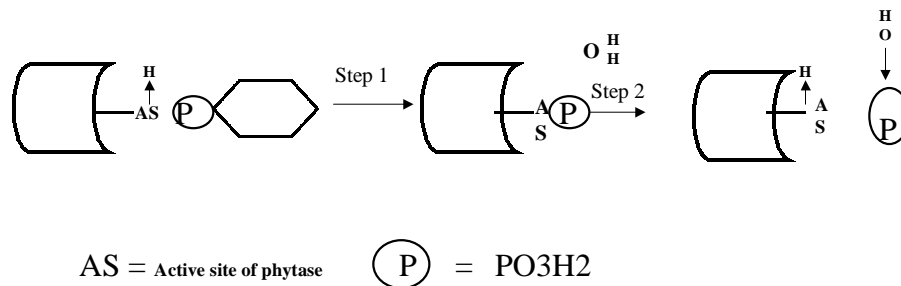 H
AS P
Step 1
A
S P
O H
H
Step 2
H
A
S
H
O
P
AS = Active site of phytase P = PO3H2